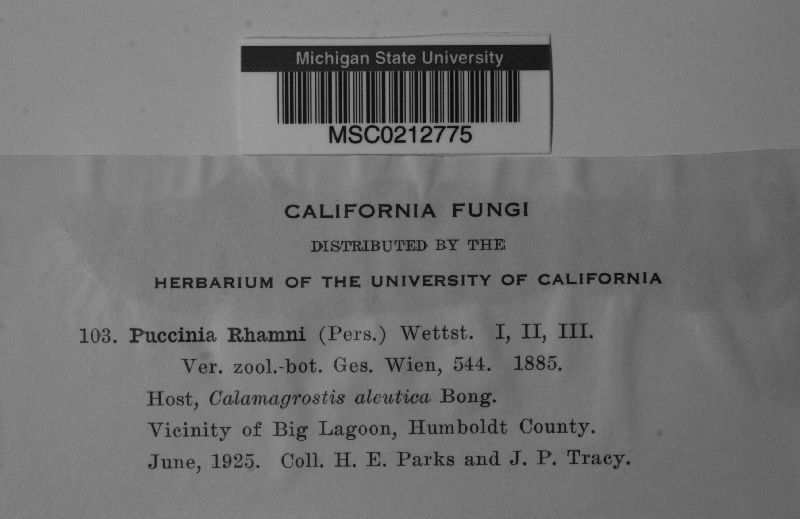 Michigan State University
MSC0212775
CALIFORNIA FUNGI
DISTRIBUTED BY THE
HERBARIUM OF THE UNIVERSITY OF CALIFORNIA
103. Puccinia Rhamni (Pers.) Wettst. I, II, III.
Ver. zool.-bot. Ges. Wien, 544. 1885.
Host, Calamagrostis aleutica Bong.
Vicinity of Big Lagoon, Humboldt County.
June, 1925. Coll. H. E. Parks and J. P. Tracy.